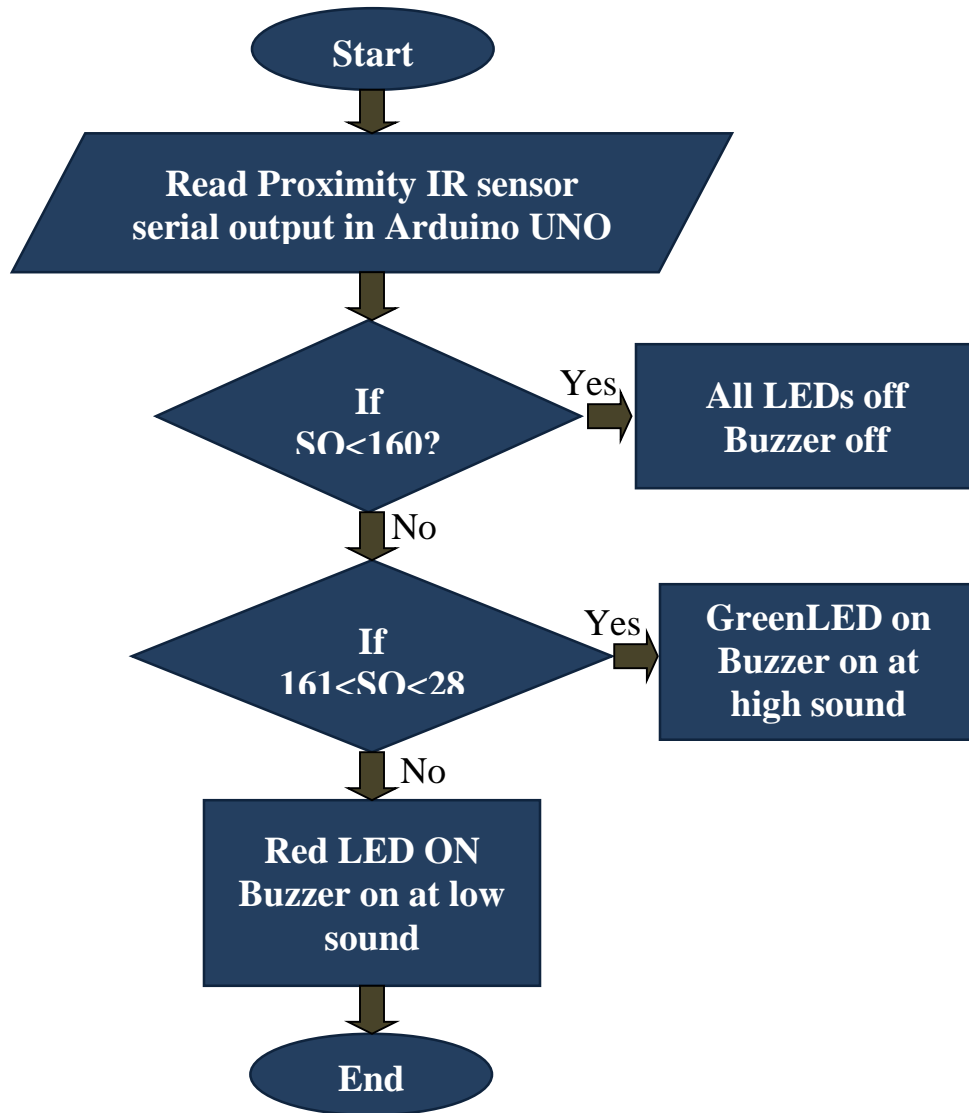 Start
Read Proximity IR sensor
serial output in Arduino UNO
If
SO<160?
Yes
All LEDs off
Buzzer off
No
If
161<SO<28
Yes
GreenLED on
Buzzer on at
high sound
No
Red LED ON
Buzzer on at low
sound
End